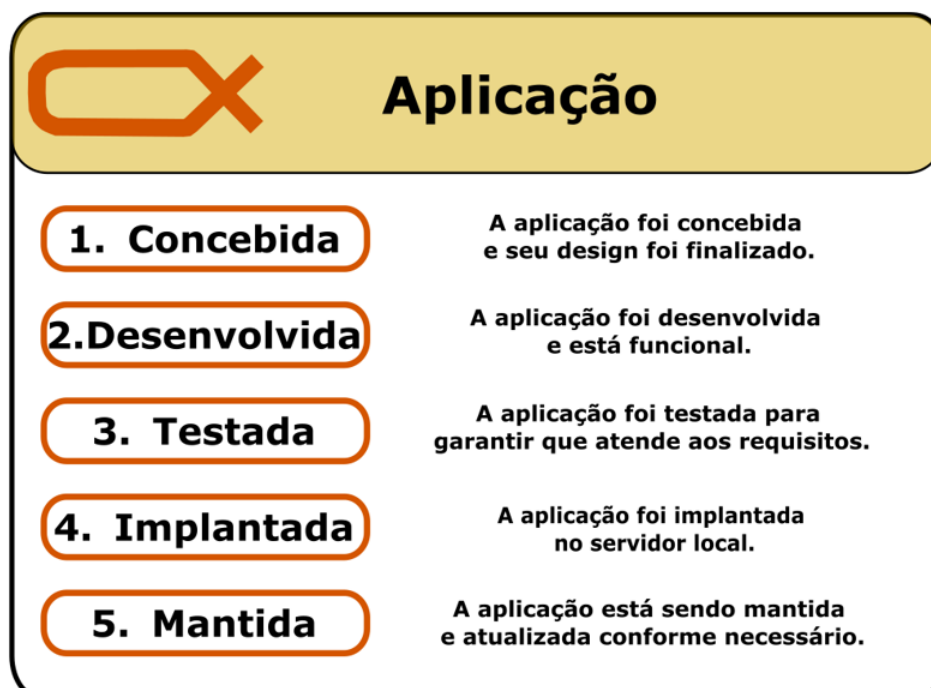 Aplicação
1. Concebida
A aplicação foi concebida
e seu design foi finalizado.
2.Desenvolvida
A aplicação foi desenvolvida
e está funcional.
3. Testada
A aplicação foi testada para
garantir que atende aos requisitos.
4. Implantada
A aplicação foi implantada
no servidor local.
5. Mantida
A aplicação está sendo mantida
e atualizada conforme necessário.